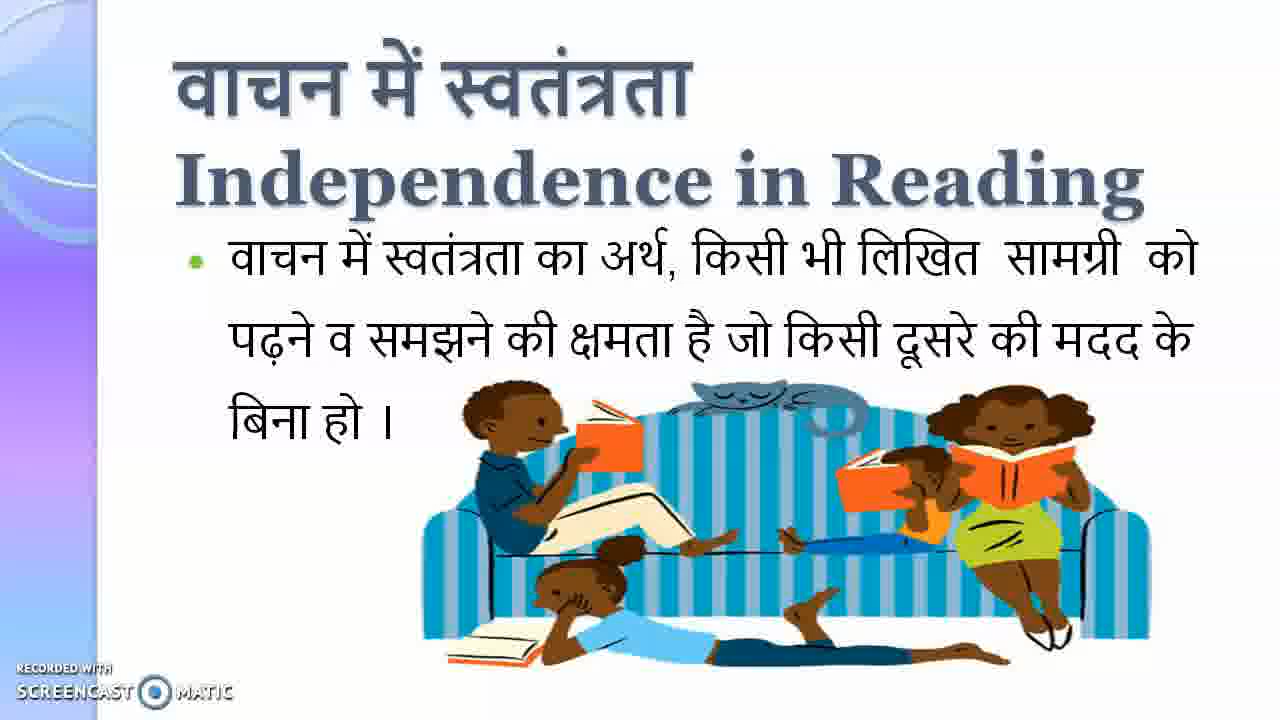 वाचन में स्वतंत्रता
Independence in Reading
वाचन में स्वतंत्रता का अर्थ, किसी भी लिखित सामग्री को
पढ़ने व समझने की क्षमता है जो किसी दूसरे की मदद के
बिना हो ।
RECORDED WITH
SCREENCAST MATIC